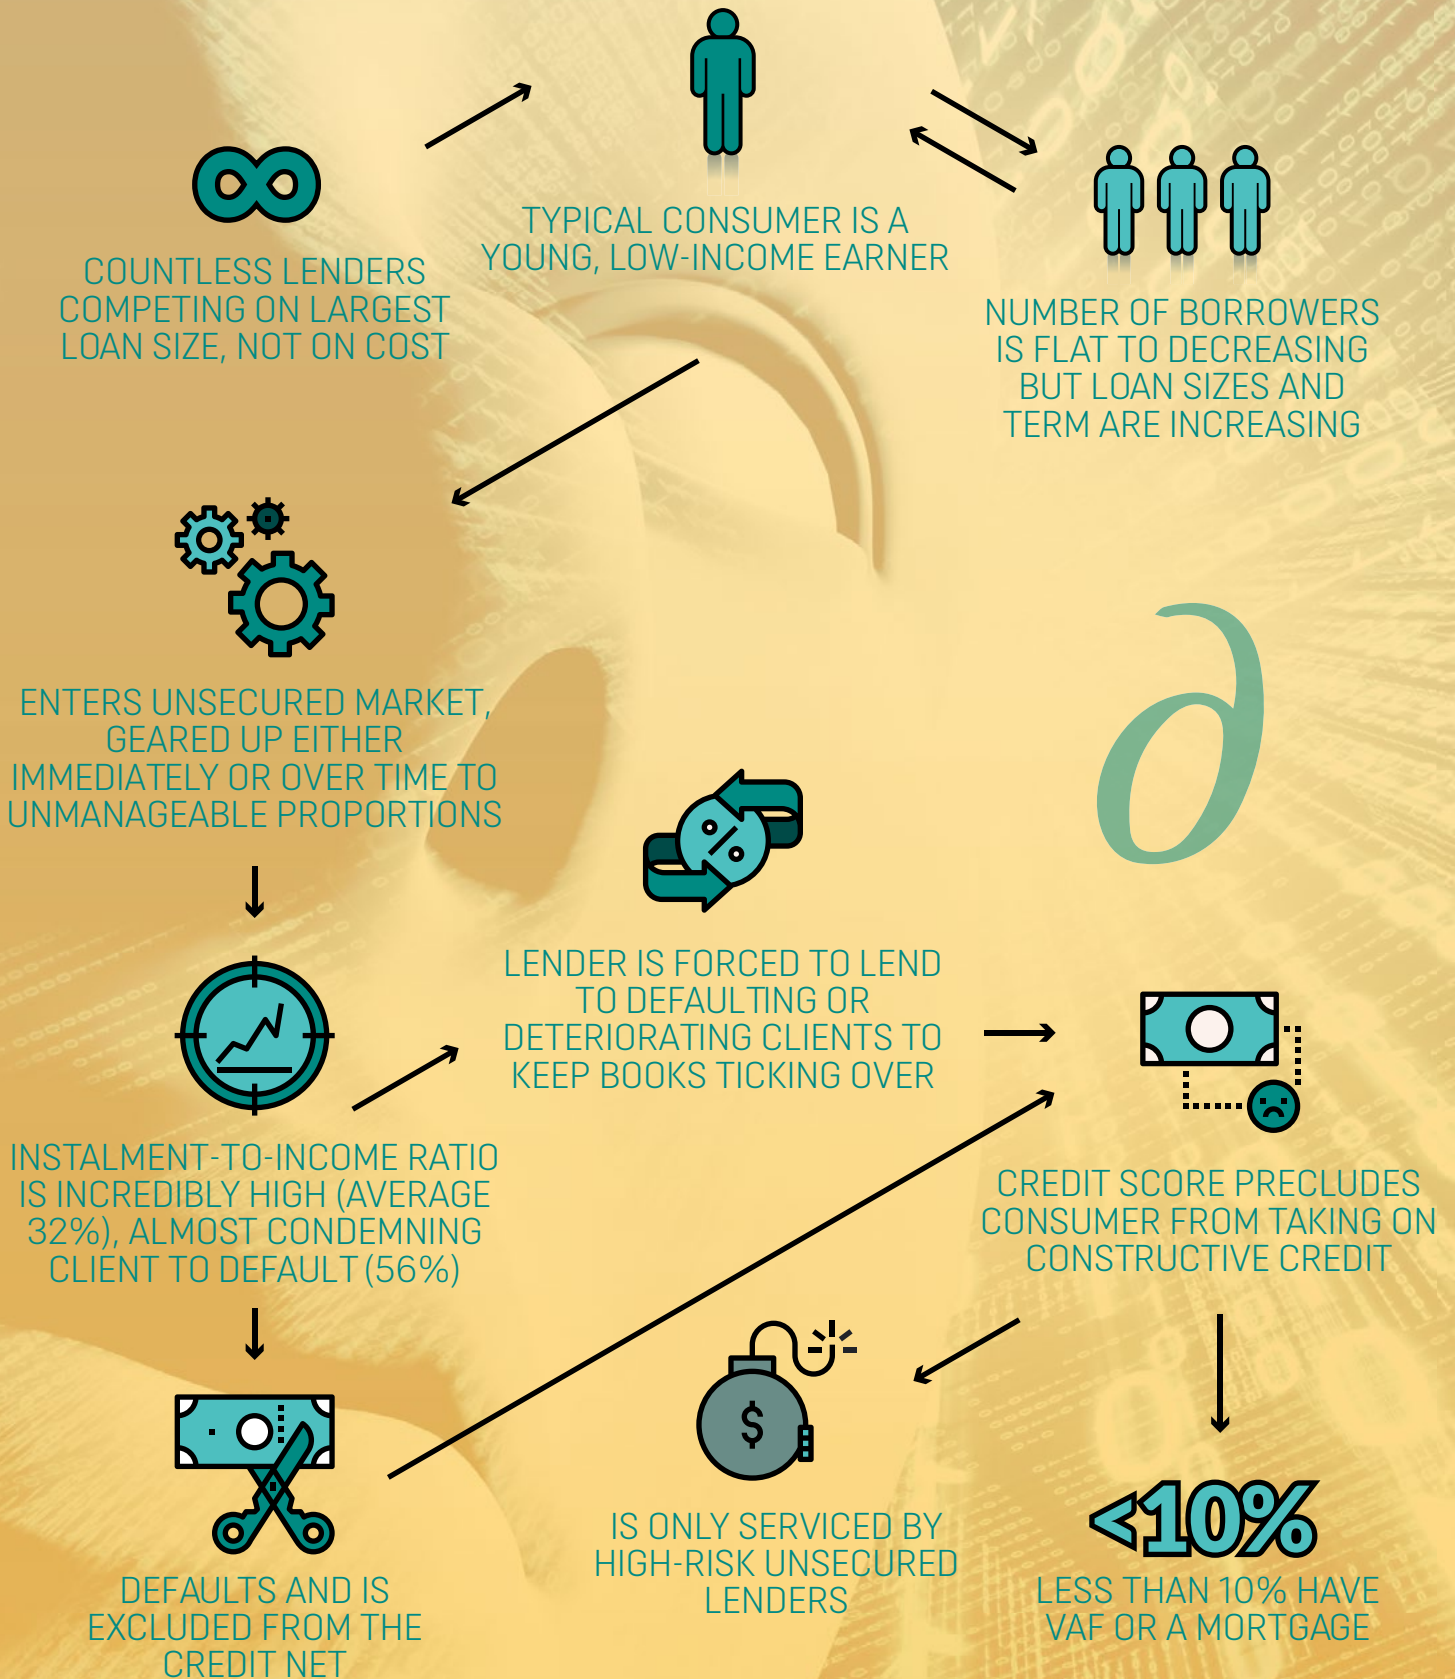 TYPICAL CONSUMER IS A
YOUNG, LOW-INCOME EARNER
COUNTLESS LENDERS
COMPETING ON LARGEST
LOAN SIZE, NOT ON COST
NUMBER OF BORROWERS
IS FLAT TO DECREASING
BUT LOAN SIZES AND
TERM ARE INCREASING
ENTERS UNSECURED MARKET,
GEARED UP EITHER
IMMEDIATELY OR OVER TIME TO
UNMANAGEABLE PROPORTIONS
∂
%
LENDER IS FORCED TO LEND
TO DEFAULTING OR
DETERIORATING CLIENTS TO
KEEP BOOKS TICKING OVER
INSTALMENT-TO-INCOME RATIO
IS INCREDIBLY HIGH (AVERAGE
32%), ALMOST CONDEMNING
CLIENT TO DEFAULT (56%)
CREDIT SCORE PRECLUDES
CONSUMER FROM TAKING ON
CONSTRUCTIVE CREDIT
DEFAULTS AND IS
EXCLUDED FROM THE
CREDIT NET
$
IS ONLY SERVICED BY
HIGH-RISK UNSECURED
LENDERS
<10%
LESS THAN 10% HAVE
VAF OR A MORTGAGE